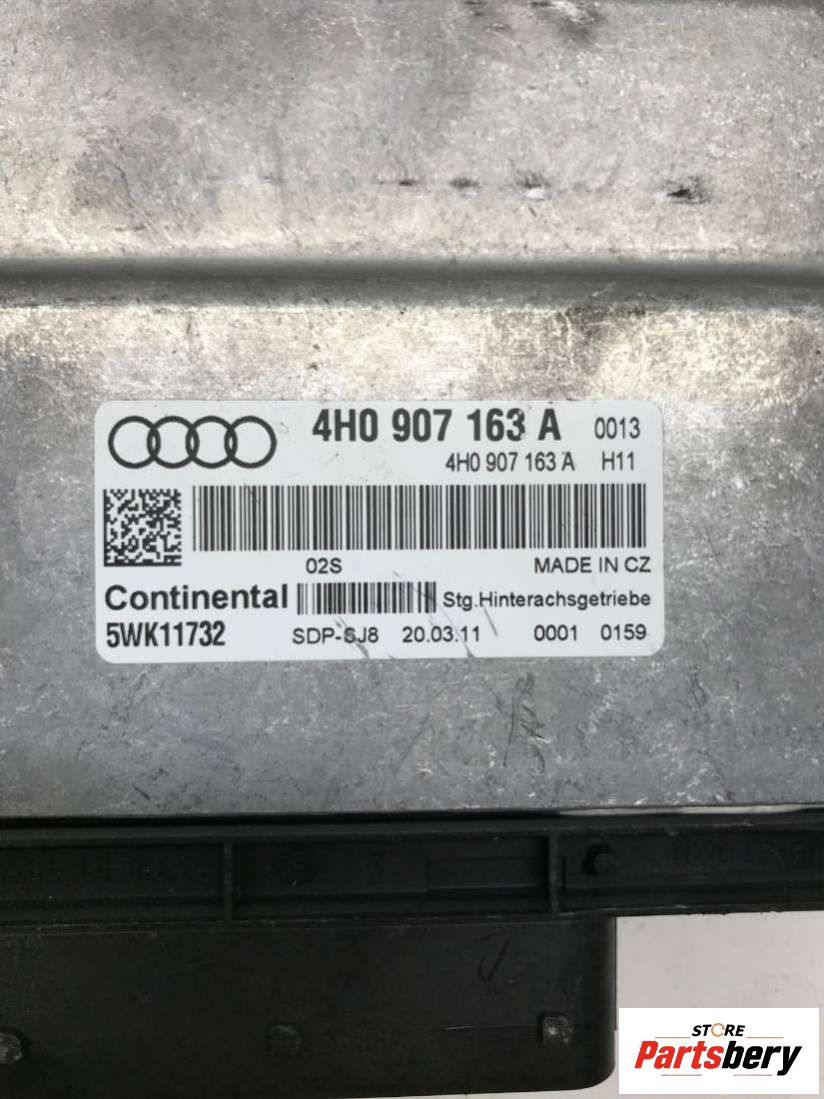 4H0 907 163 A 0013
4H0 907 163 A H11
02S MADE IN CZ
Continental Stg.Hinterachsgetriebe
5WK11732 SDP-SJ8 20.03.11 0001 0159
STORE
Partsbery